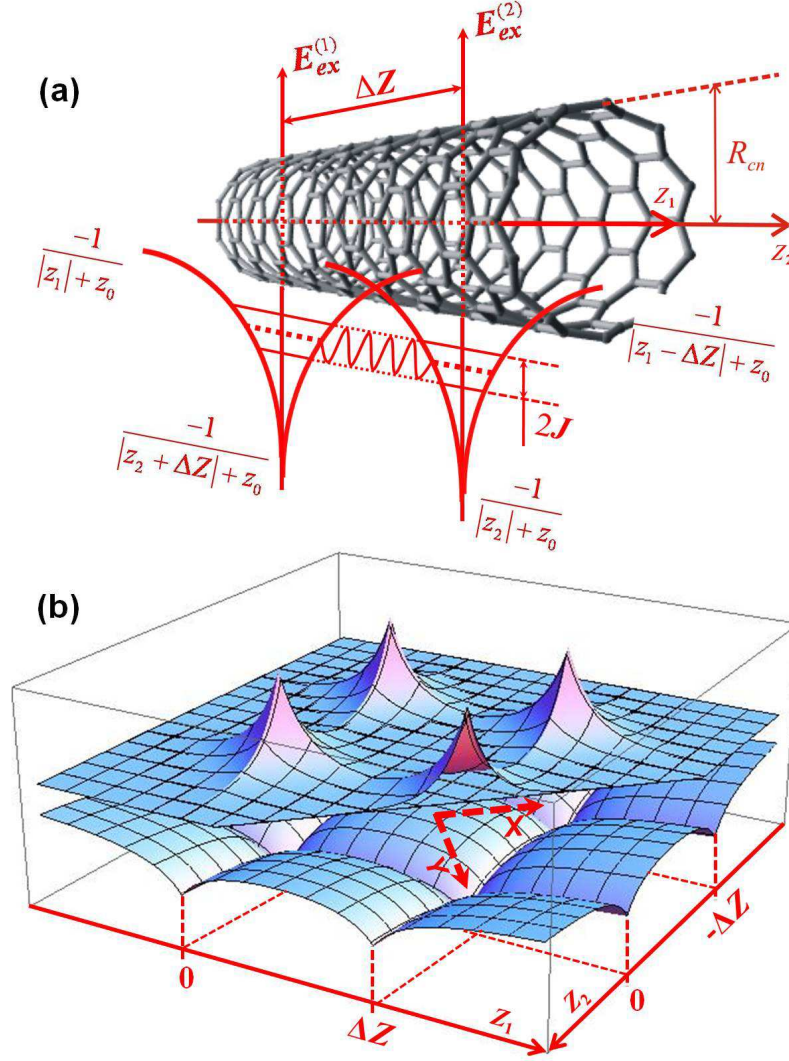 (a)
E_ex^(1)
E_ex^(2)
ΔZ
R_cn
z_1
z_2
-1 / (|z_1| + z_0)
-1 / (|z_1 - ΔZ| + z_0)
2J
-1 / (|z_2 + ΔZ| + z_0)
-1 / (|z_2| + z_0)
(b)
X
Y
-ΔZ
0
z_2
0
ΔZ
z_1